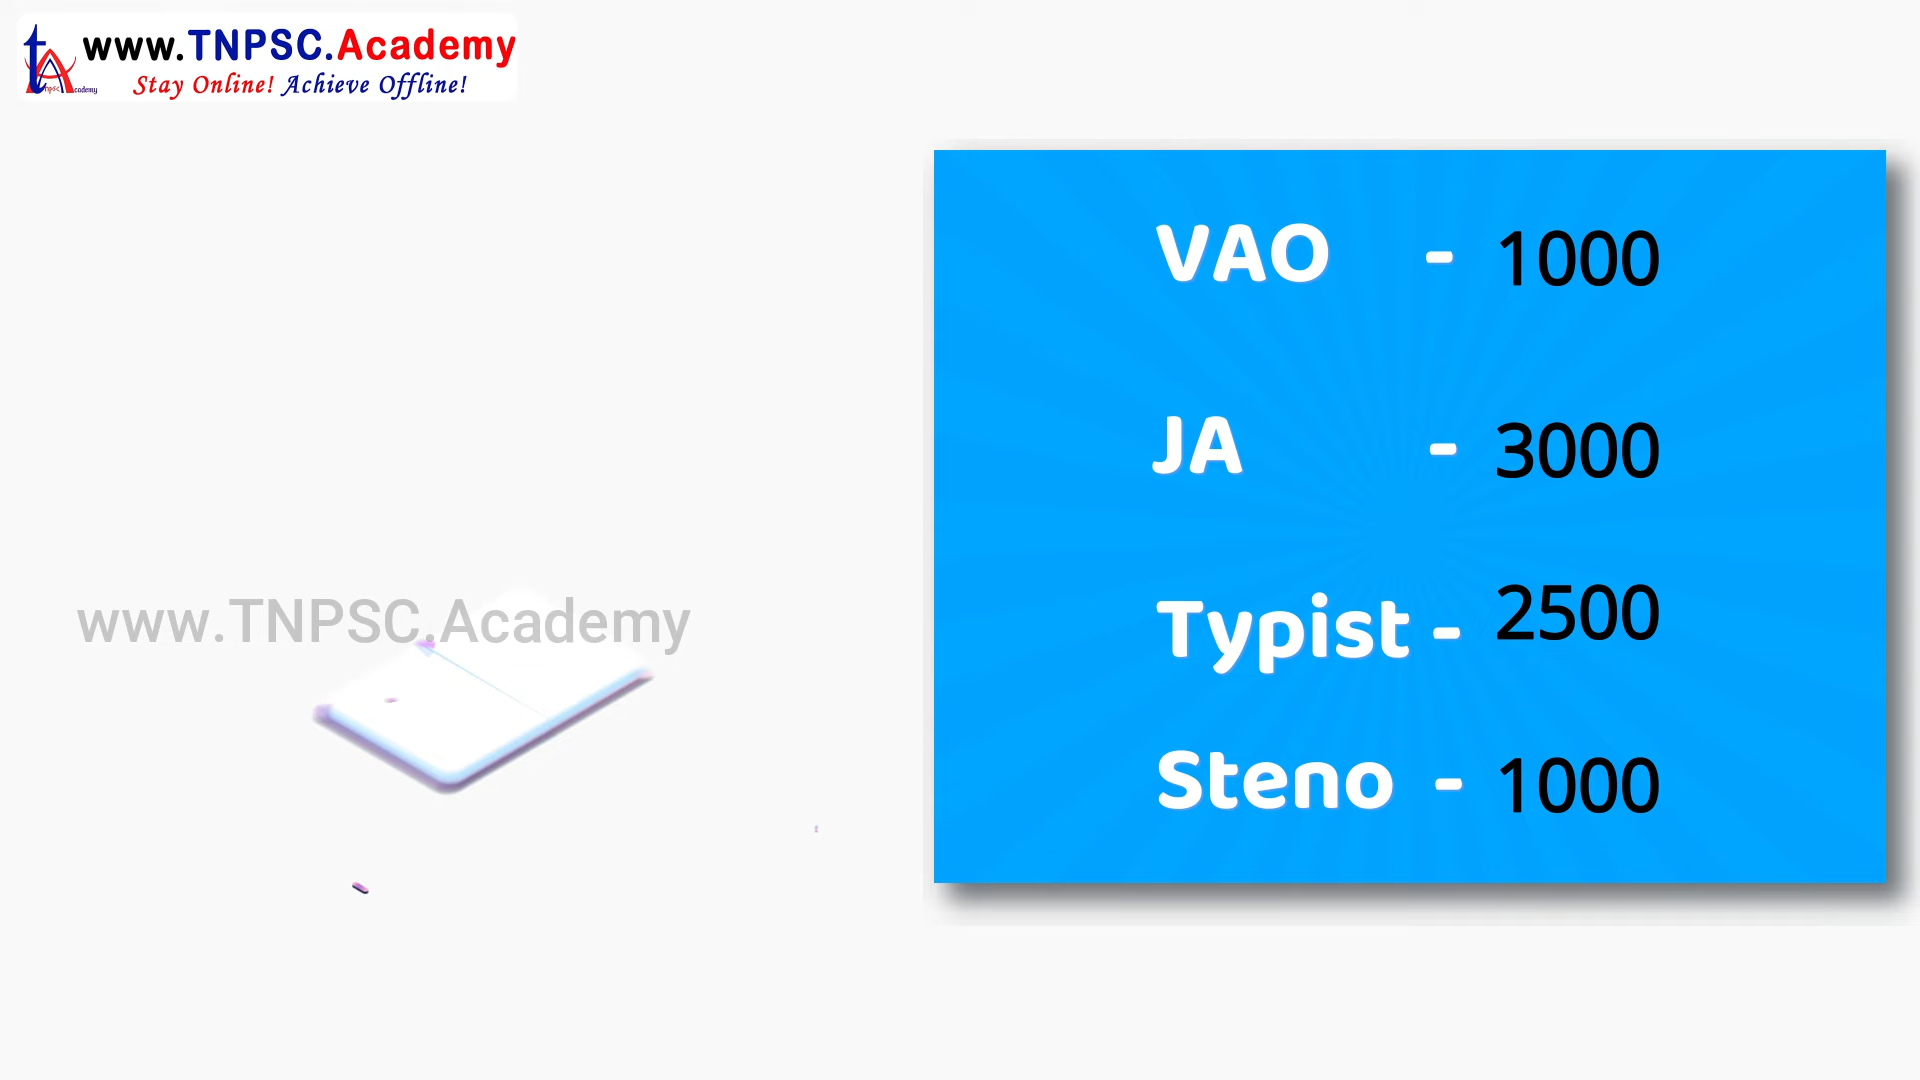 www.TNPSC.Academy
Stay Online! Achieve Offline!
VAO - 1000
JA - 3000
Typist - 2500
Steno - 1000
www.TNPSC.Academy